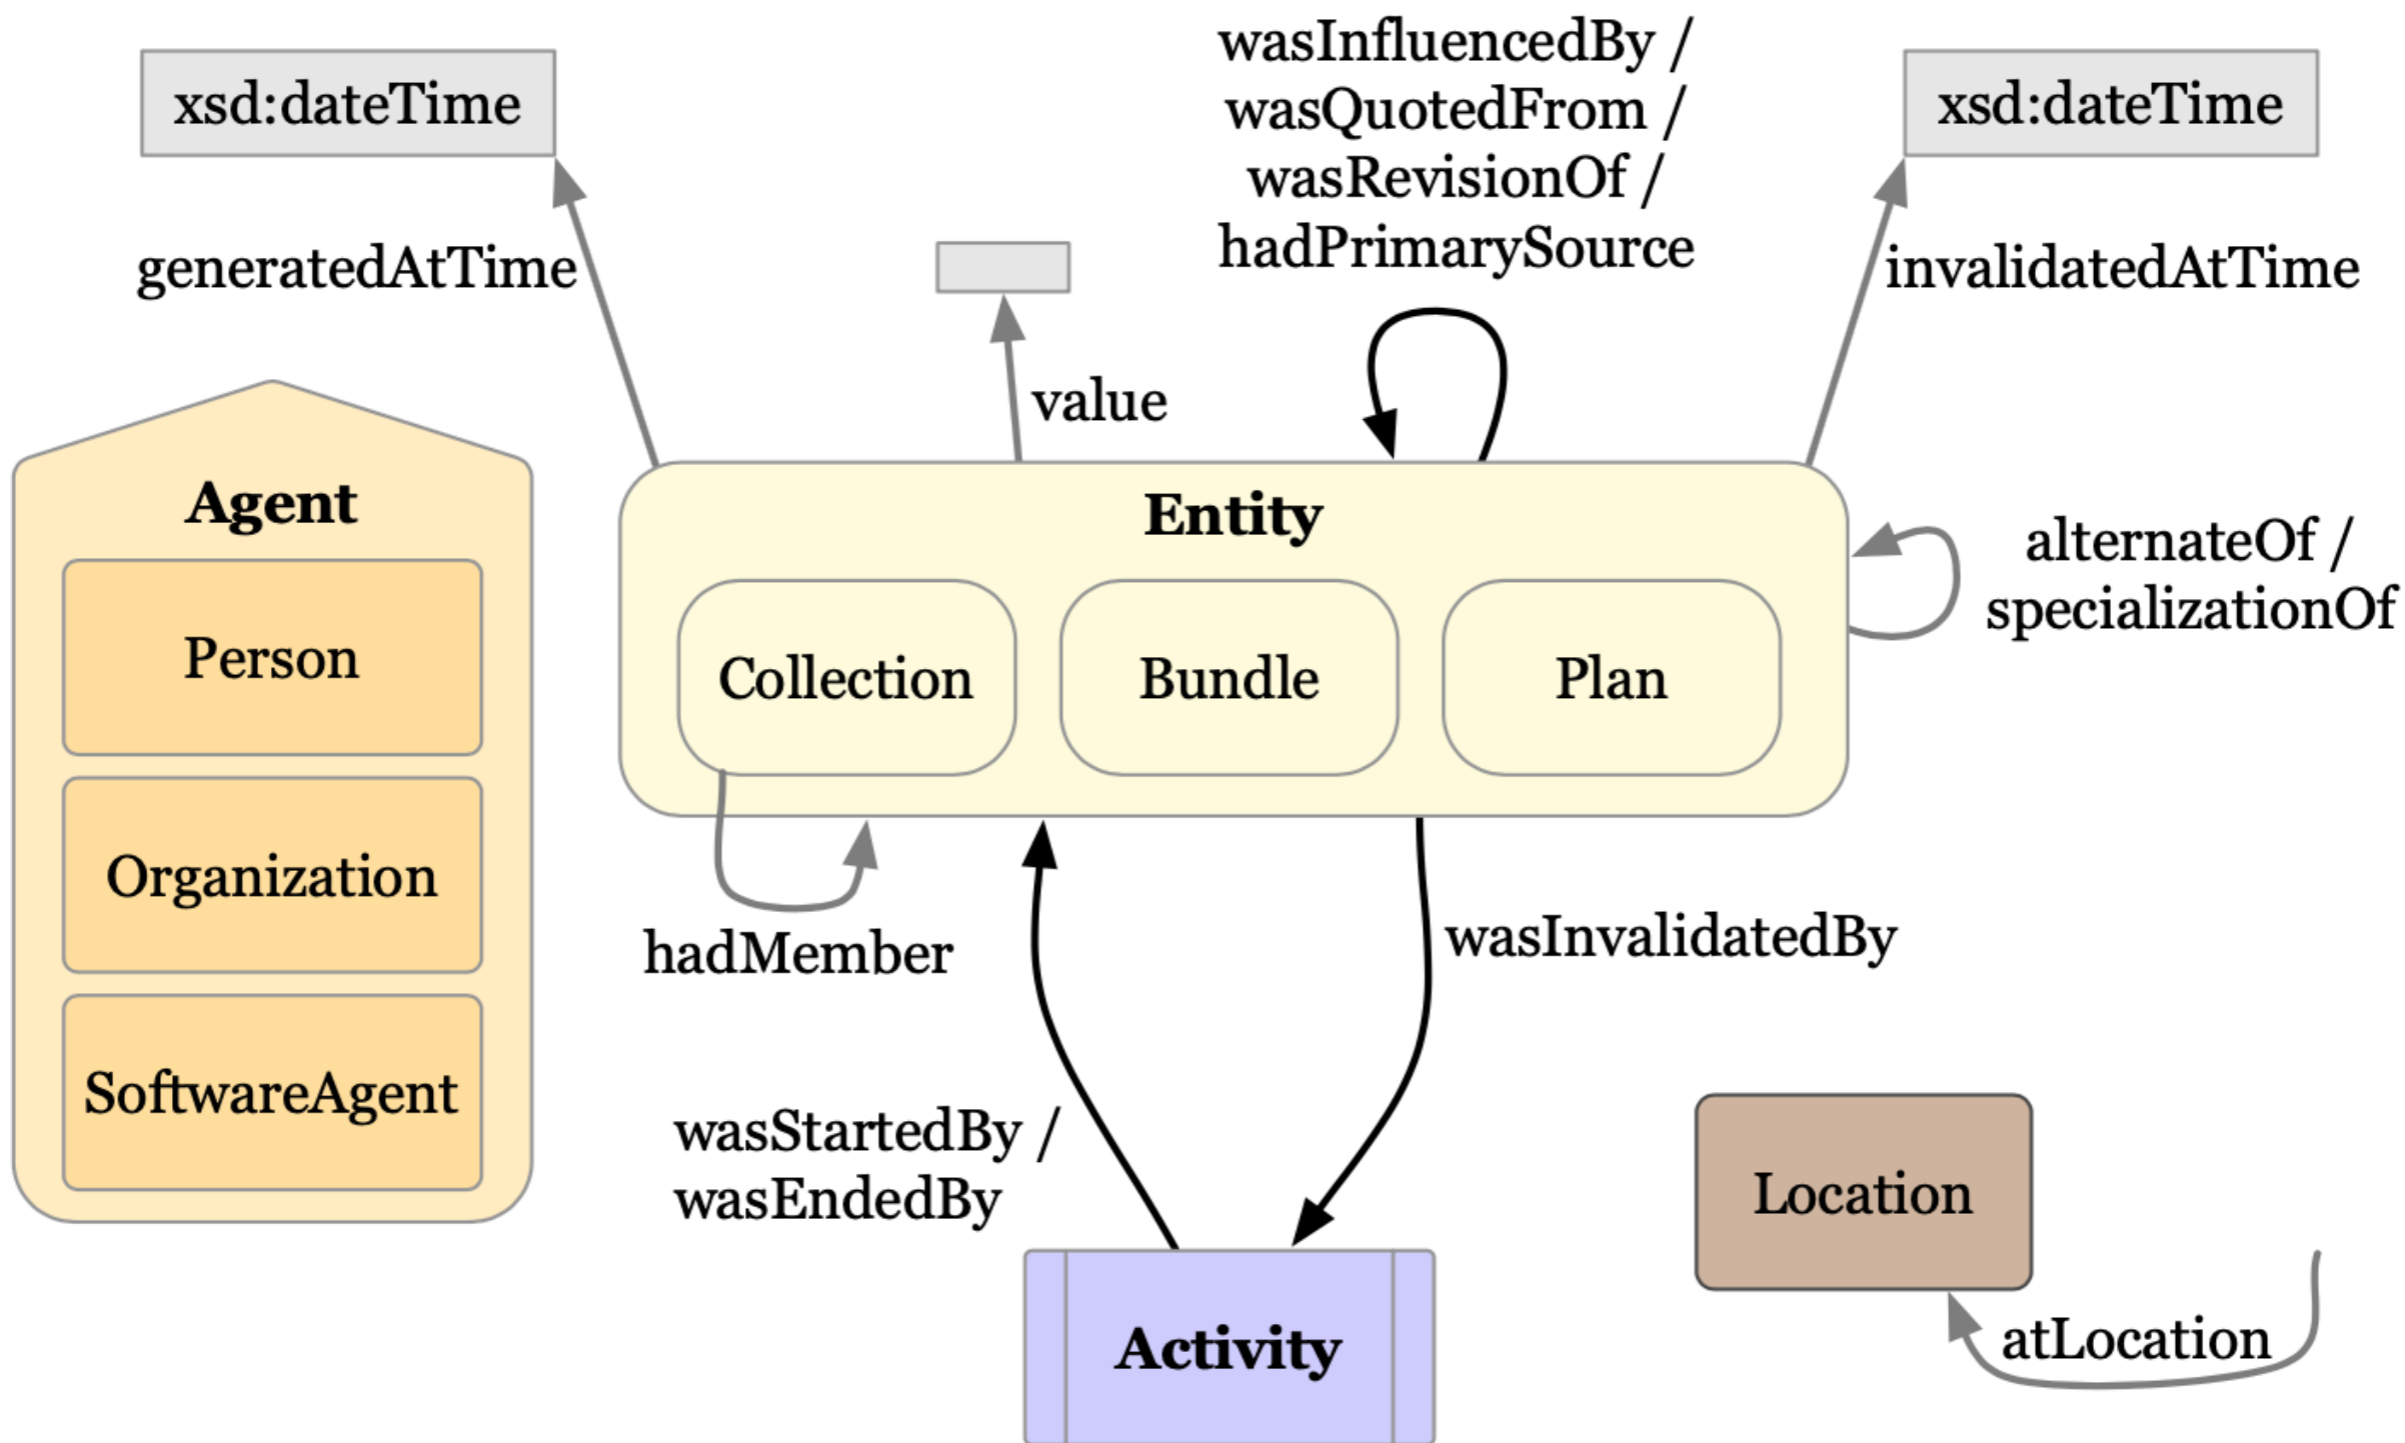 wasInfluencedBy /
wasQuotedFrom /
wasRevisionOf /
hadPrimarySource
xsd:dateTime
xsd:dateTime
generatedAtTime
invalidatedAtTime
value
Agent
Person
Organization
SoftwareAgent
Entity
Collection
Bundle
Plan
alternateOf /
specializationOf
hadMember
wasInvalidatedBy
wasStartedBy /
wasEndedBy
Location
atLocation
Activity